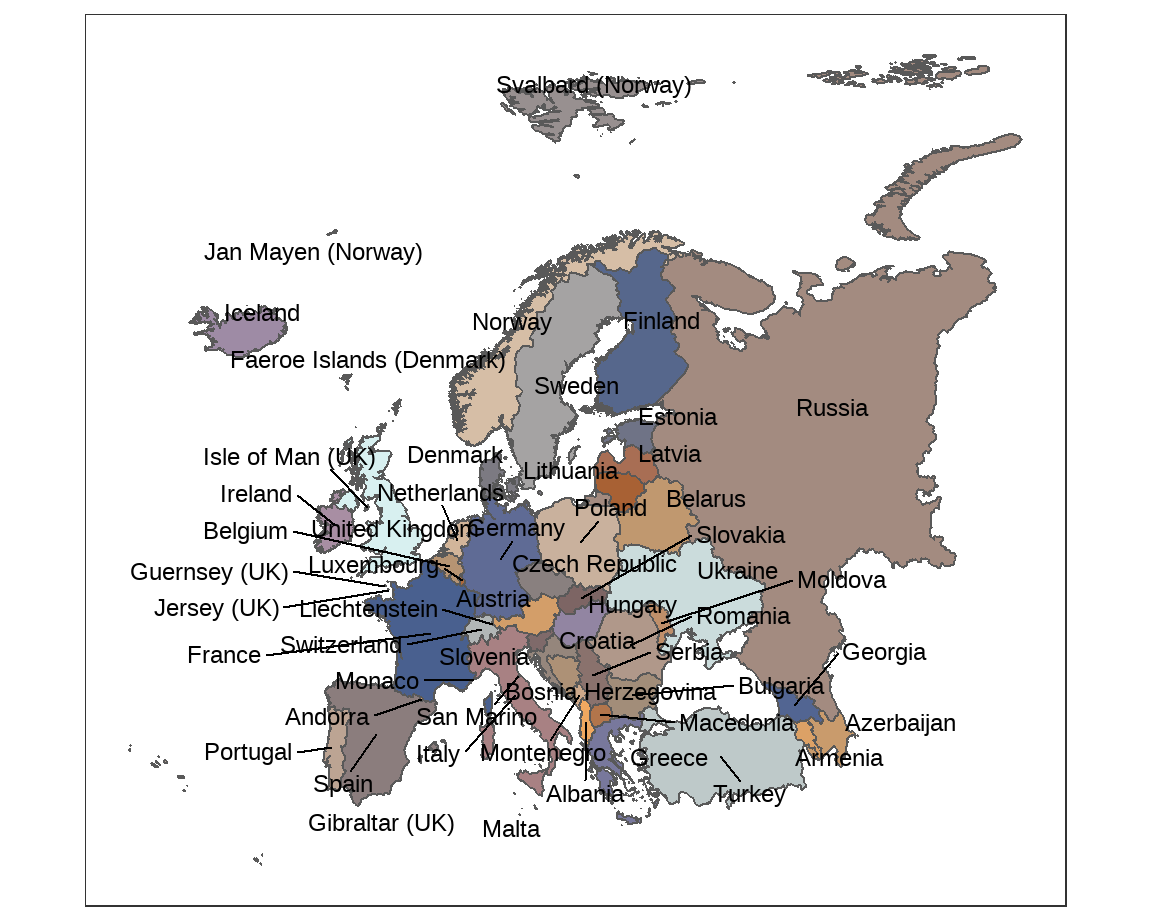 Svalbard (Norway)
Jan Mayen (Norway)
Iceland
Norway
Finland
Faeroe Islands (Denmark)
Sweden
Russia
Estonia
Isle of Man (UK)
Denmark
Latvia
Lithuania
Ireland
Netherlands
Belarus
Poland
Belgium
United Kingdom
Germany
Slovakia
Guernsey (UK)
Luxembourg
Czech Republic
Ukraine
Moldova
Jersey (UK)
Liechtenstein
Austria
Hungary
Romania
France
Switzerland
Slovenia
Croatia
Serbia
Georgia
Monaco
Bosnia Herzegovina
Bulgaria
Andorra
San Marino
Macedonia
Azerbaijan
Portugal
Italy
Montenegro
Greece
Armenia
Spain
Albania
Turkey
Gibraltar (UK)
Malta